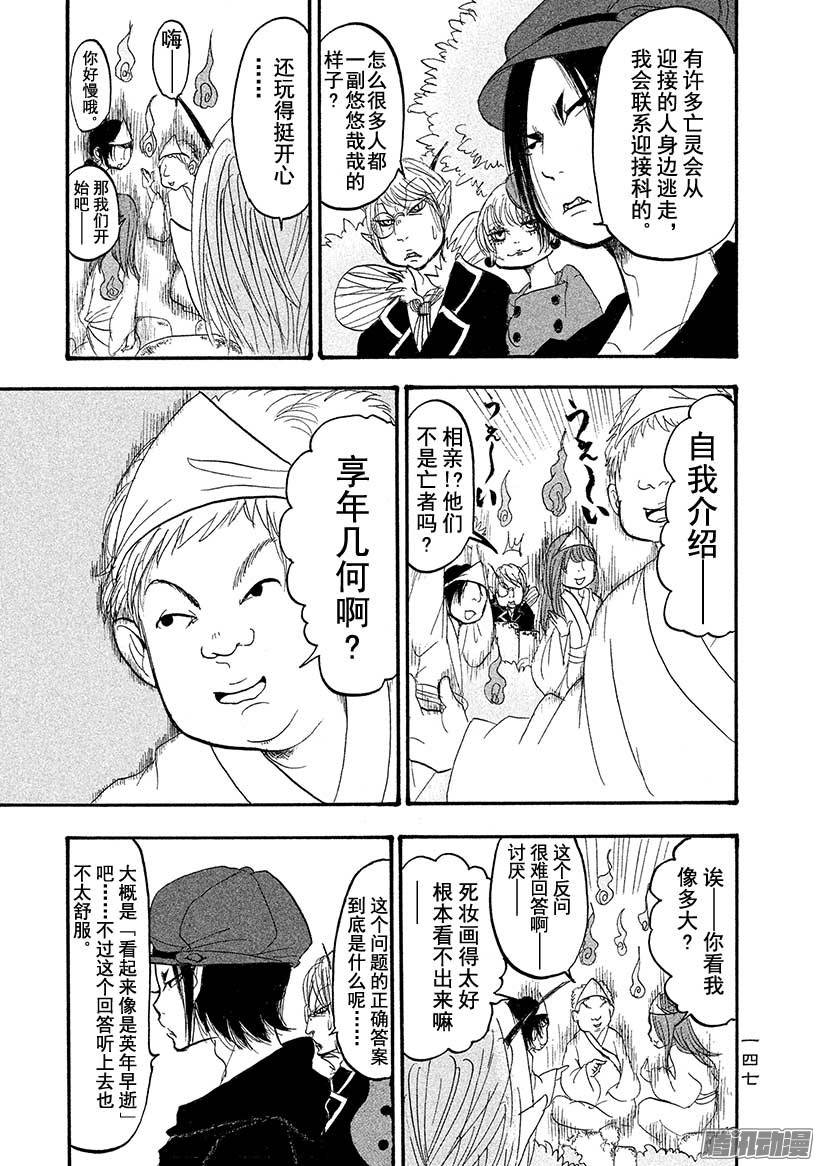 有许多亡灵会从
迎接的人身边逃走，
我会联系迎接科的。
怎么很多人都
一副悠悠哉哉的
样子？
还玩得挺开心
……
嗨
——
你好慢哦。
那我们开
始吧——
自我介绍——
うぇ〜い
うぇ〜い
相亲!?他们
不是亡者吗？
享年几何啊？
诶——你看我
像多大？
这个反问
很难回答啊——
讨厌——
死妆画得太好
根本看不出来嘛
这个问题的正确答案
到底是什么呢……
大概是「看起来像是英年早逝」
吧……不过这个回答听上去也
不太舒服。
一四七
腾讯动漫